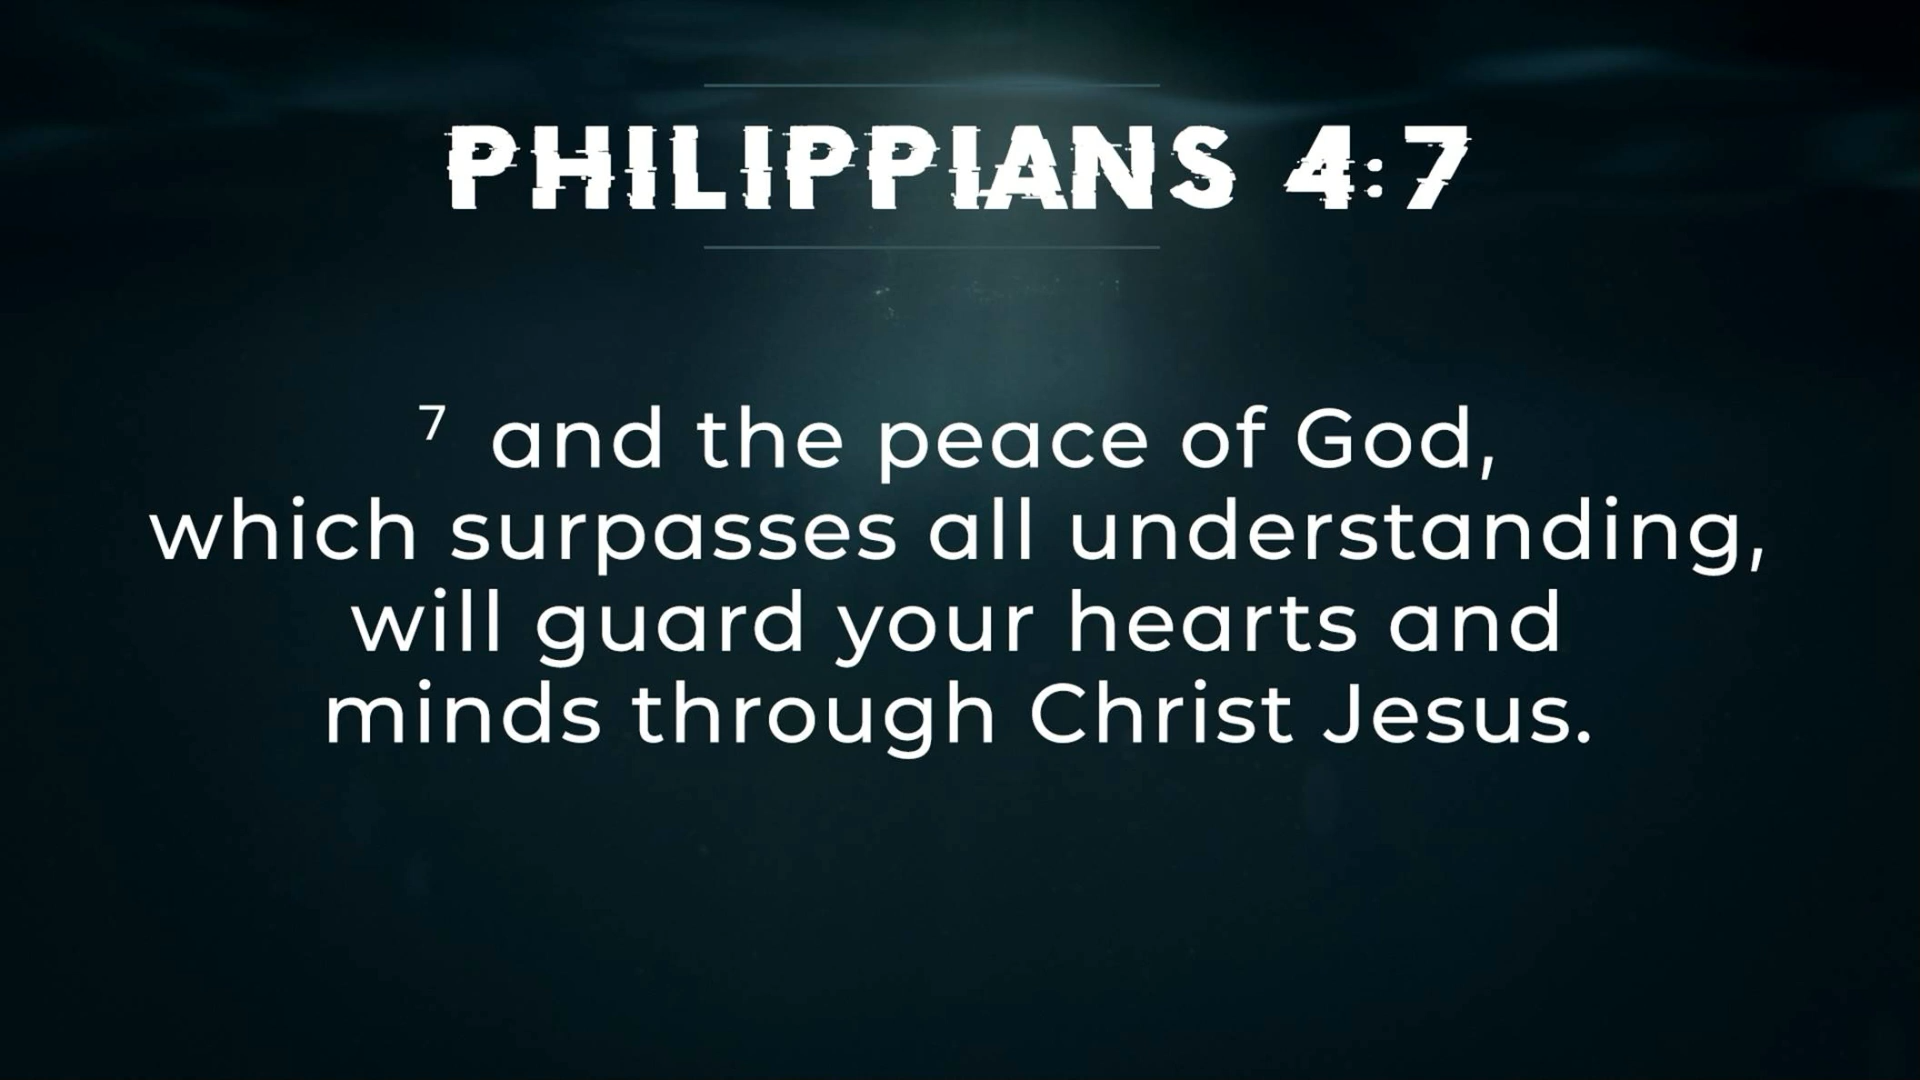 PHILIPPIANS 4:7
7 and the peace of God,
which surpasses all understanding,
will guard your hearts and
minds through Christ Jesus.